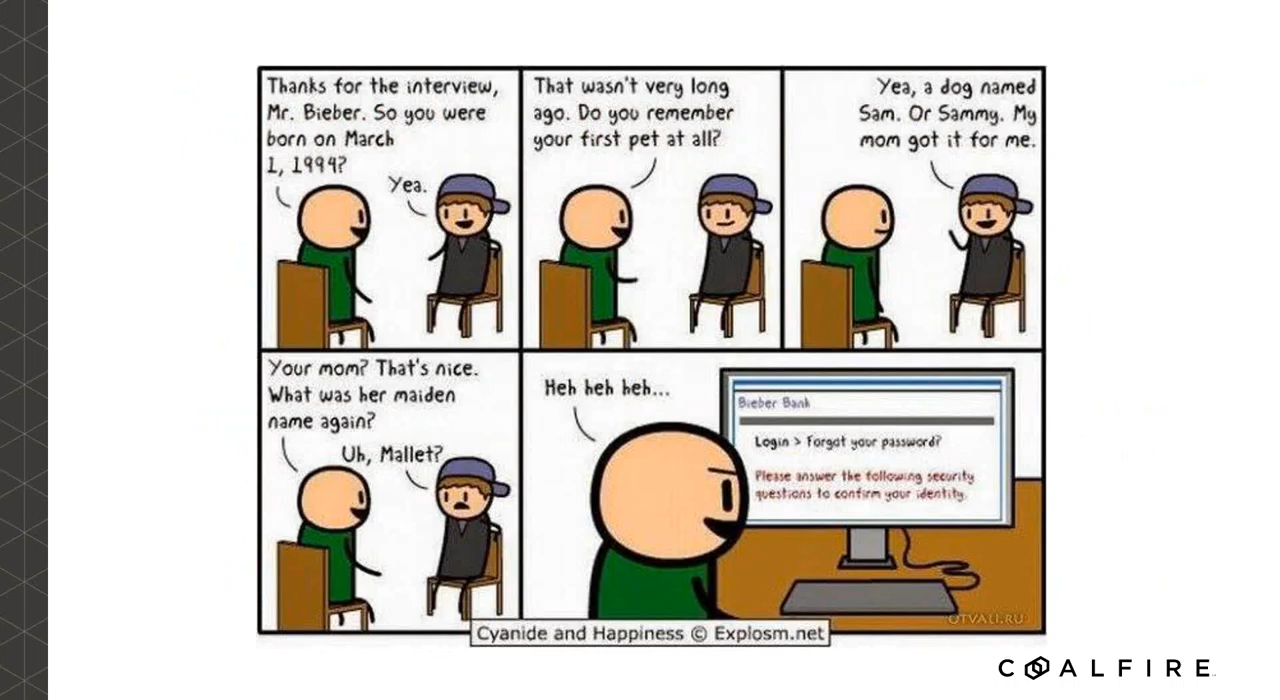 Thanks for the interview,
Mr. Bieber. So you were
born on March
1, 1994?
Yea.
That wasn't very long
ago. Do you remember
your first pet at all?
Yea, a dog named
Sam. Or Sammy. My
mom got it for me.
Your mom? That's nice.
What was her maiden
name again?
Uh, Mallet?
Heh heh heh...
Bieber Bank
Login > Forgot your password?
Please answer the following security
questions to confirm your identity.
OTVALI.RU
Cyanide and Happiness © Explosm.net
COALFIRE